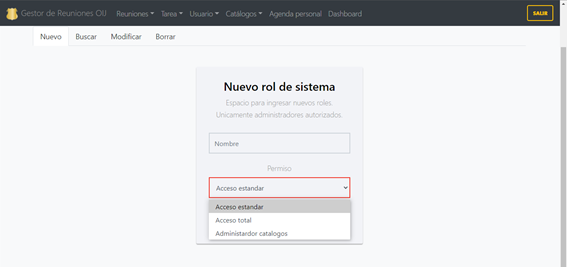 Gestor de Reuniones OIJ Reuniones Tarea Usuario Catálogos Agenda personal Dashboard SALIR
Nuevo Buscar Modificar Borrar
Nuevo rol de sistema
Espacio para ingresar nuevos roles.
Unicamente administradores autorizados.
Nombre
Permiso
Acceso estandar
Acceso estandar
Acceso total
Administardor catalogos